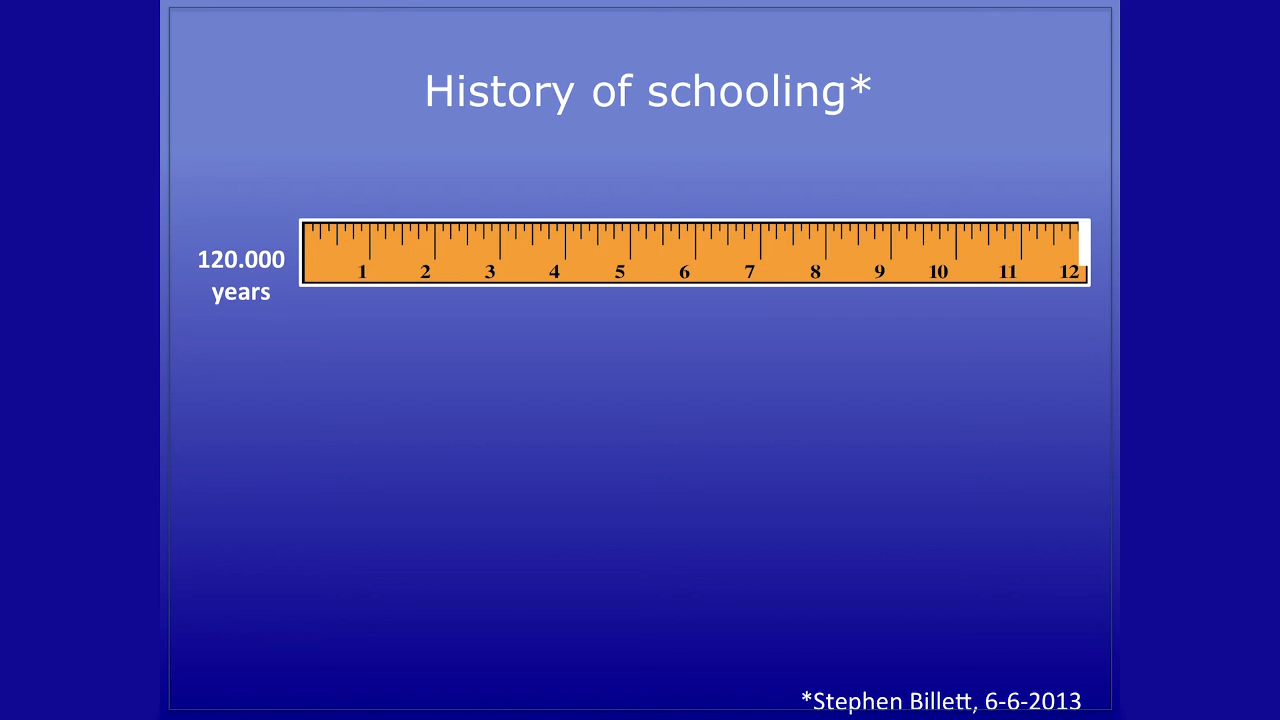 History of schooling*
120.000
years
1 2 3 4 5 6 7 8 9 10 11 12
*Stephen Billett, 6-6-2013